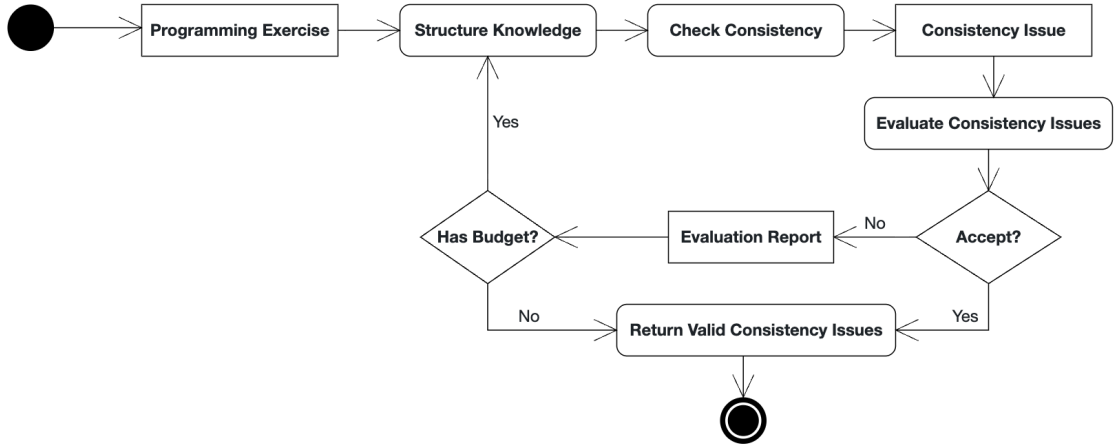 Programming Exercise
Structure Knowledge
Check Consistency
Consistency Issue
Evaluate Consistency Issues
Yes
Has Budget?
Evaluation Report
No
Accept?
No
Return Valid Consistency Issues
Yes